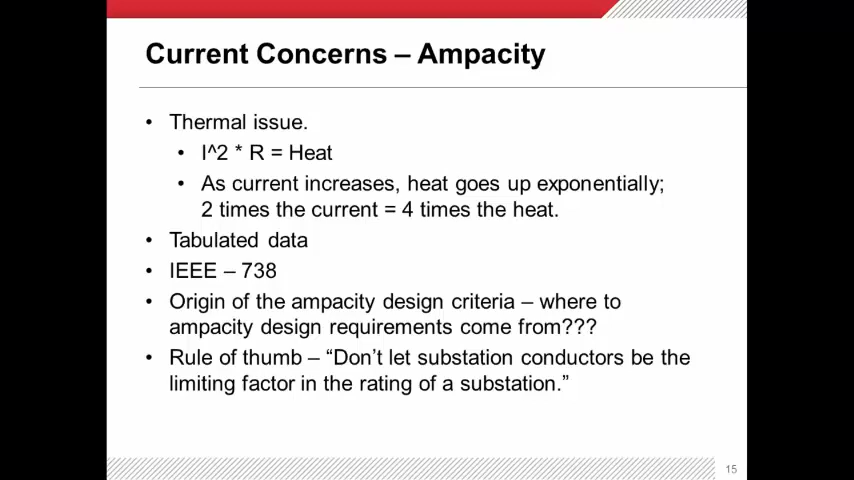 Current Concerns – Ampacity
• Thermal issue.
• I^2 * R = Heat
• As current increases, heat goes up exponentially;
2 times the current = 4 times the heat.
• Tabulated data
• IEEE – 738
• Origin of the ampacity design criteria – where to
ampacity design requirements come from???
• Rule of thumb – “Don’t let substation conductors be the
limiting factor in the rating of a substation.”
15